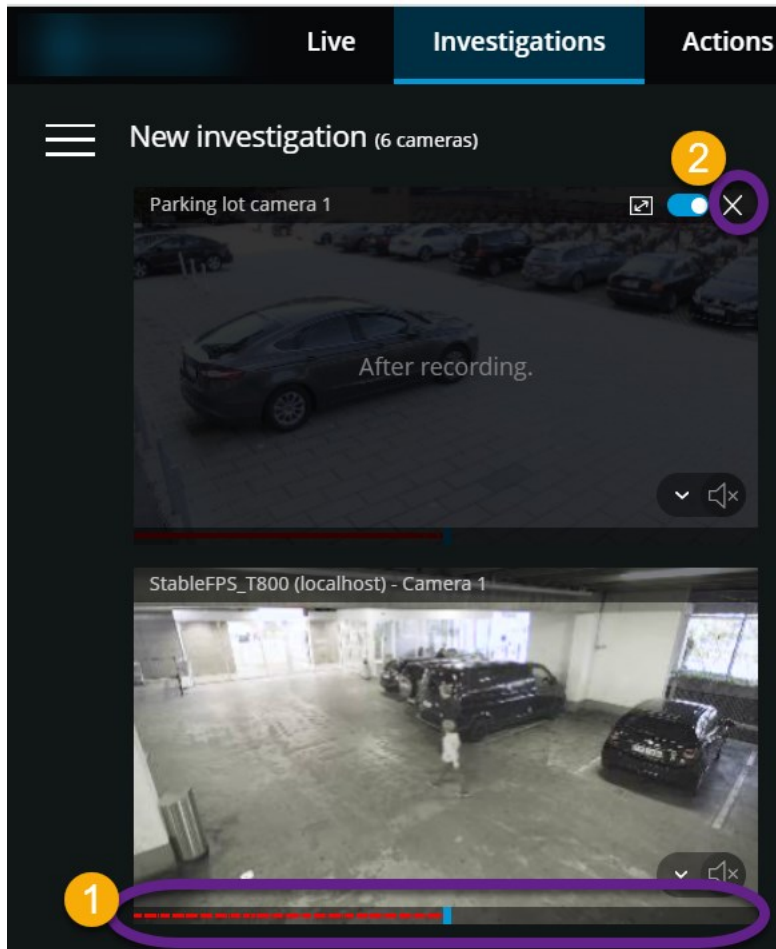 Live Investigations Actions
New investigation (6 cameras)
2
Parking lot camera 1
After recording.
StableFPS_T800 (localhost) - Camera 1
1